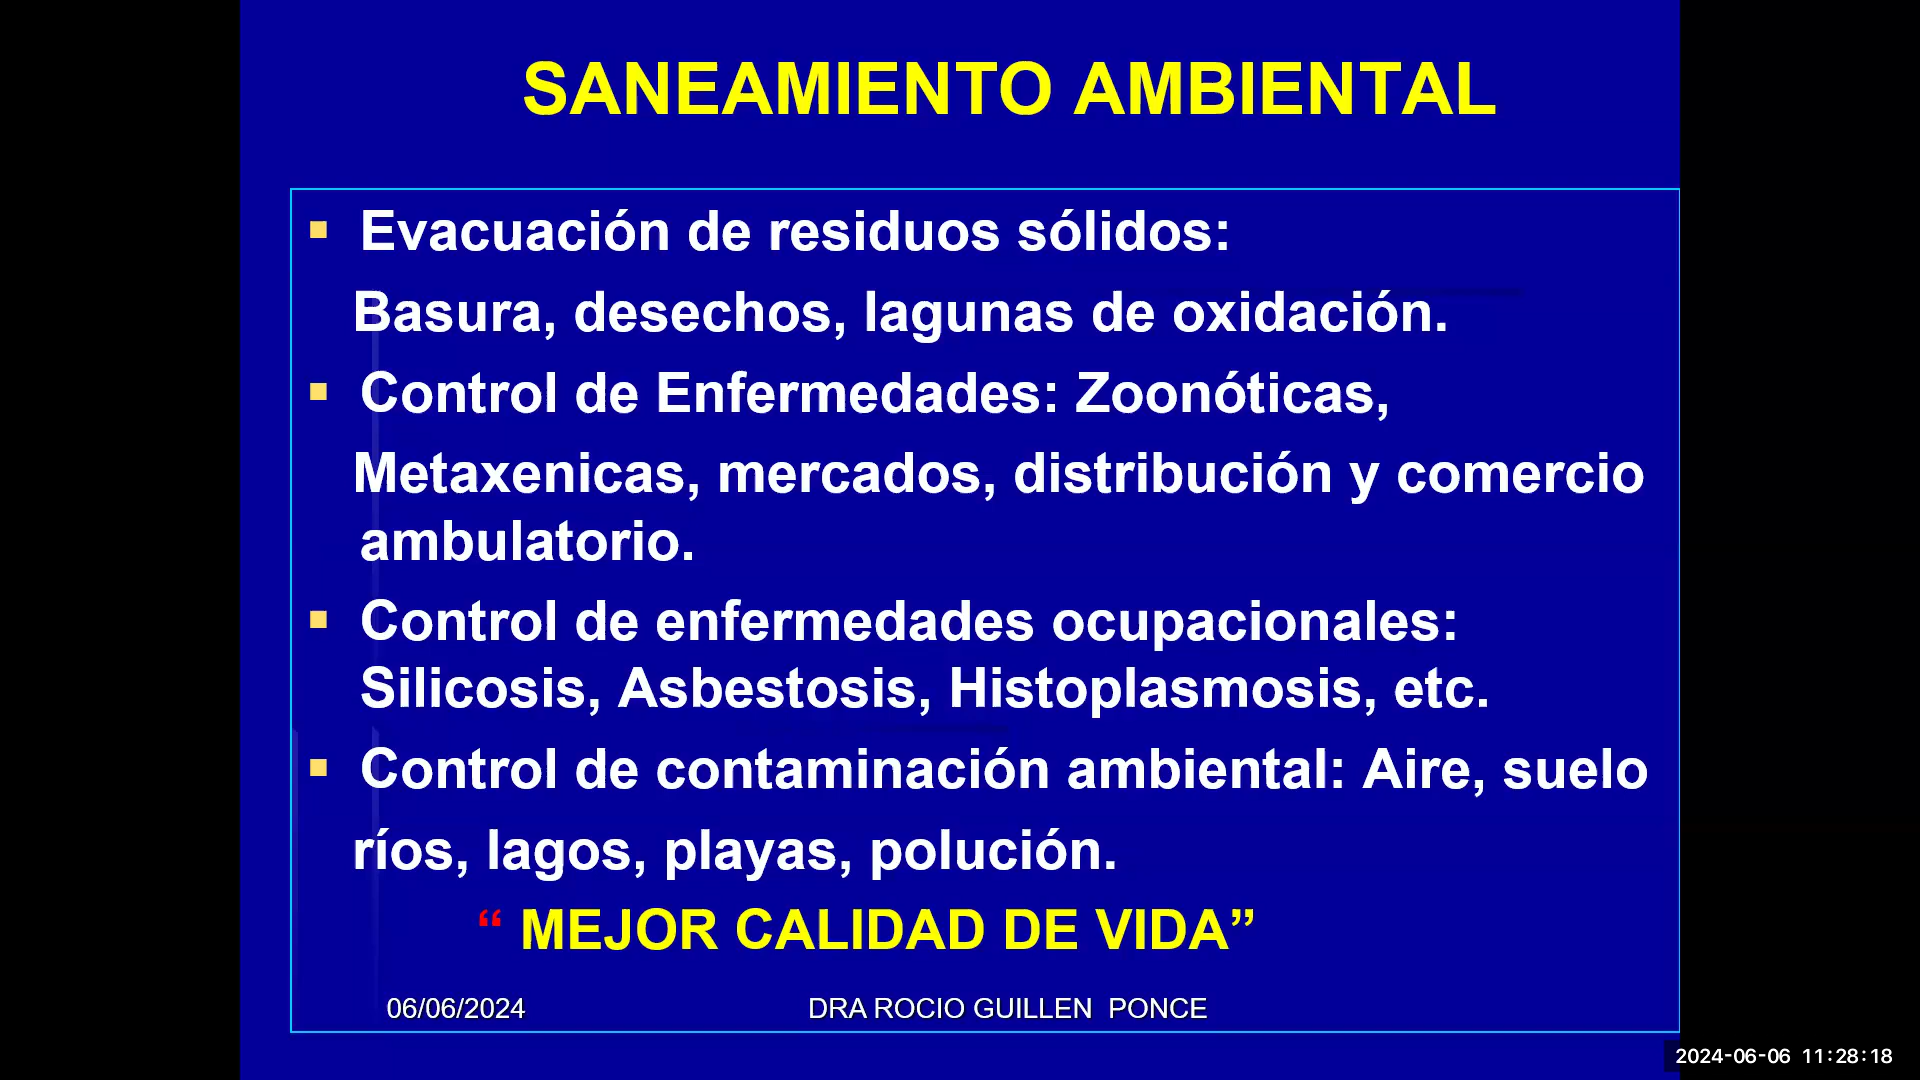 SANEAMIENTO AMBIENTAL
▪ Evacuación de residuos sólidos:
Basura, desechos, lagunas de oxidación.
▪ Control de Enfermedades: Zoonóticas,
Metaxenicas, mercados, distribución y comercio
ambulatorio.
▪ Control de enfermedades ocupacionales:
Silicosis, Asbestosis, Histoplasmosis, etc.
▪ Control de contaminación ambiental: Aire, suelo
ríos, lagos, playas, polución.
“ MEJOR CALIDAD DE VIDA”
06/06/2024 DRA ROCIO GUILLEN PONCE
2024-06-06 11:28:18